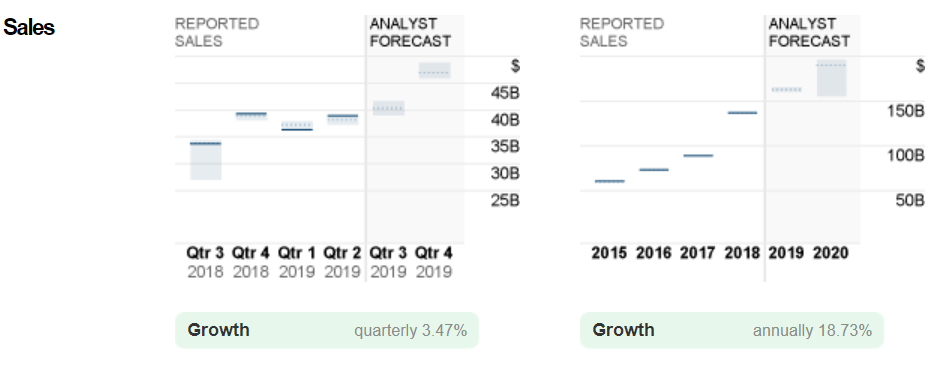 Sales
REPORTED
SALES
ANALYST
FORECAST
$
45B
40B
35B
30B
25B
Qtr 3 Qtr 4 Qtr 1 Qtr 2 Qtr 3 Qtr 4
2018 2018 2019 2019 2019 2019
Growth quarterly 3.47%
REPORTED
SALES
ANALYST
FORECAST
$
150B
100B
50B
2015 2016 2017 2018 2019 2020
Growth annually 18.73%